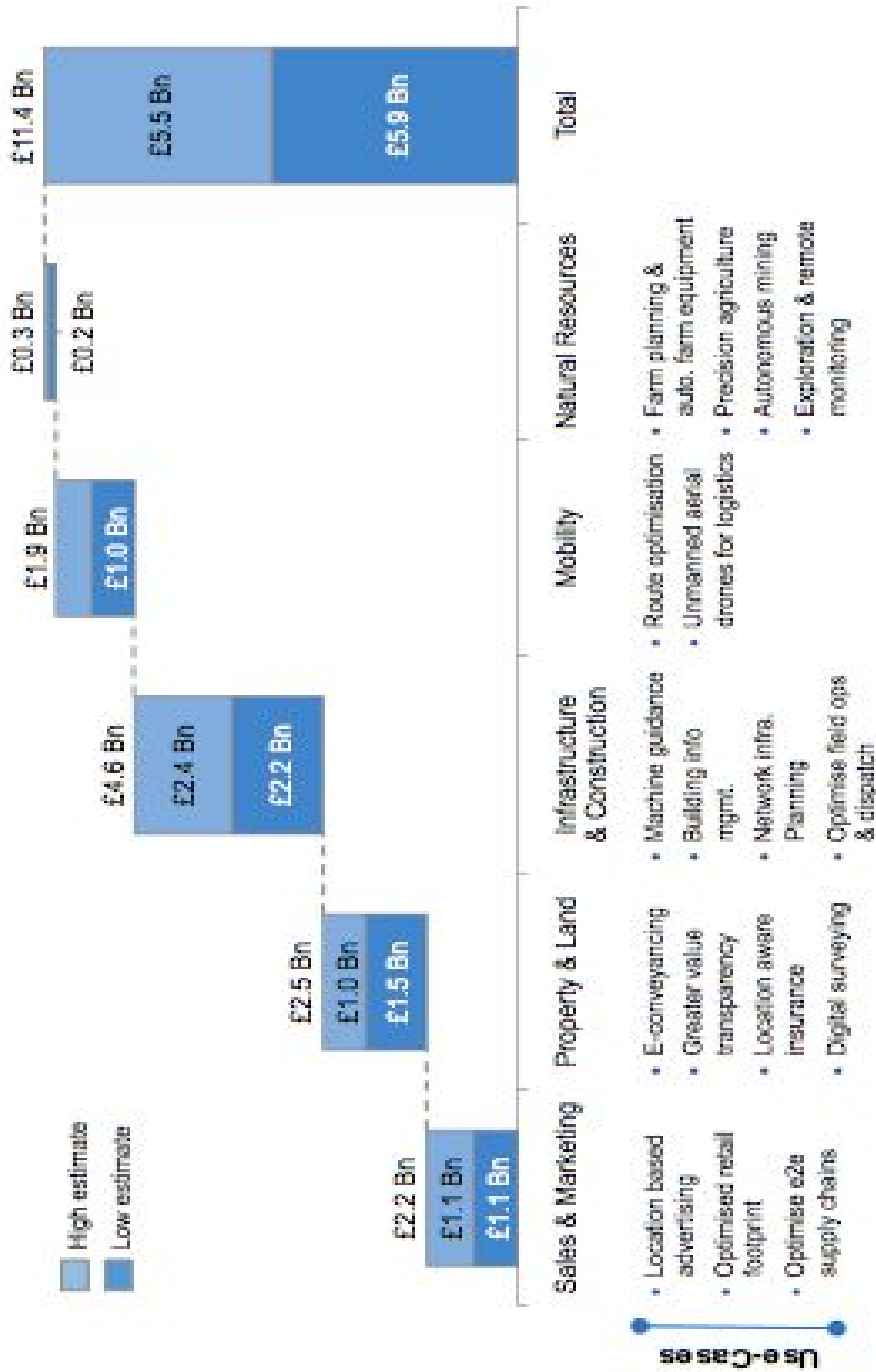 High estimate
Low estimate
£2.2 Bn
£1.1 Bn
£1.1 Bn
£2.5 Bn
£1.0 Bn
£1.5 Bn
£4.6 Bn
£2.4 Bn
£2.2 Bn
£1.9 Bn
£1.0 Bn
£0.3 Bn
£0.2 Bn
£11.4 Bn
£5.5 Bn
£5.9 Bn
Sales & Marketing
Property & Land
Infrastructure
& Construction
Mobility
Natural Resources
Total
Use-Cases
• Location based
advertising
• Optimised retail
footprint
• Optimise e2e
supply chains
• E-conveyancing
• Greater value
transparency
• Location aware
insurance
• Digital surveying
• Machine guidance
• Building info
mgmt.
• Network infra.
Planning
• Optimise field ops
& dispatch
• Route optimisation
• Unmanned aerial
drones for logistics
• Farm planning &
auto. farm equipment
• Precision agriculture
• Autonomous mining
• Exploration & remote
monitoring